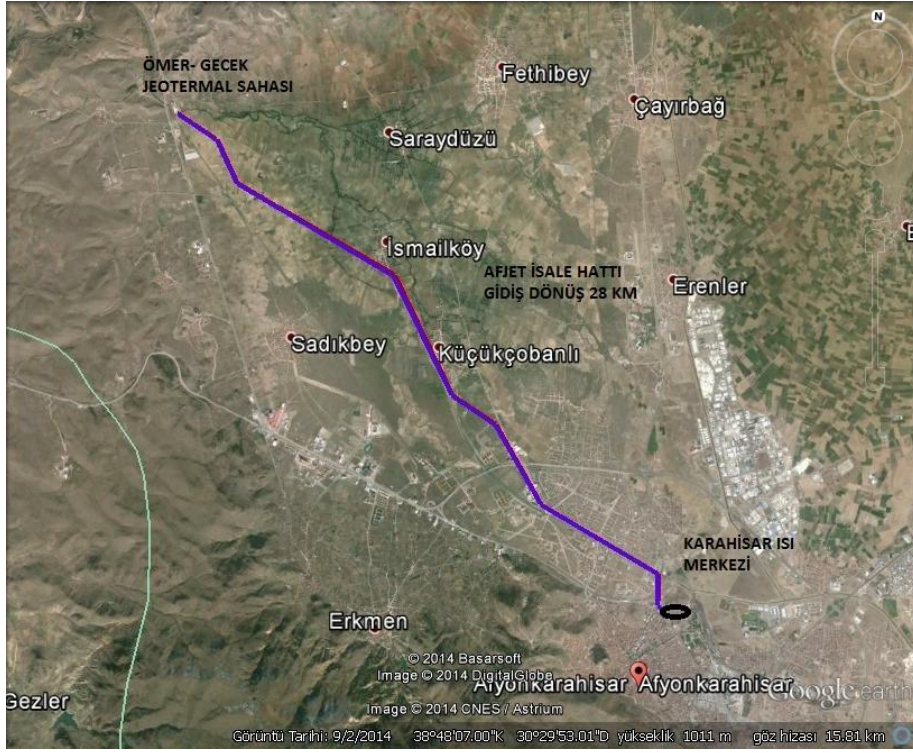 N
ÖMER- GECEK
JEOTERMAL SAHASI
Fethibey
Çayırbağ
Saraydüzü
İsmailköy
AFJET İSALE HATTI
GİDİŞ DÖNÜŞ 28 KM
Erenler
Sadıkbey
Küçükçobanlı
KARAHİSAR ISI
MERKEZİ
Erkmen
© 2014 Basarsoft
Image © 2014 DigitalGlobe
Afyonkarahisar Afyonkarahisar
Gezler
Image © 2014 CNES / Astrium
Google earth
Görüntü Tarihi: 9/2/2014 38°48'07.00"K 30°29'53.01"D yükseklik 1011 m göz hizası 15.81 km